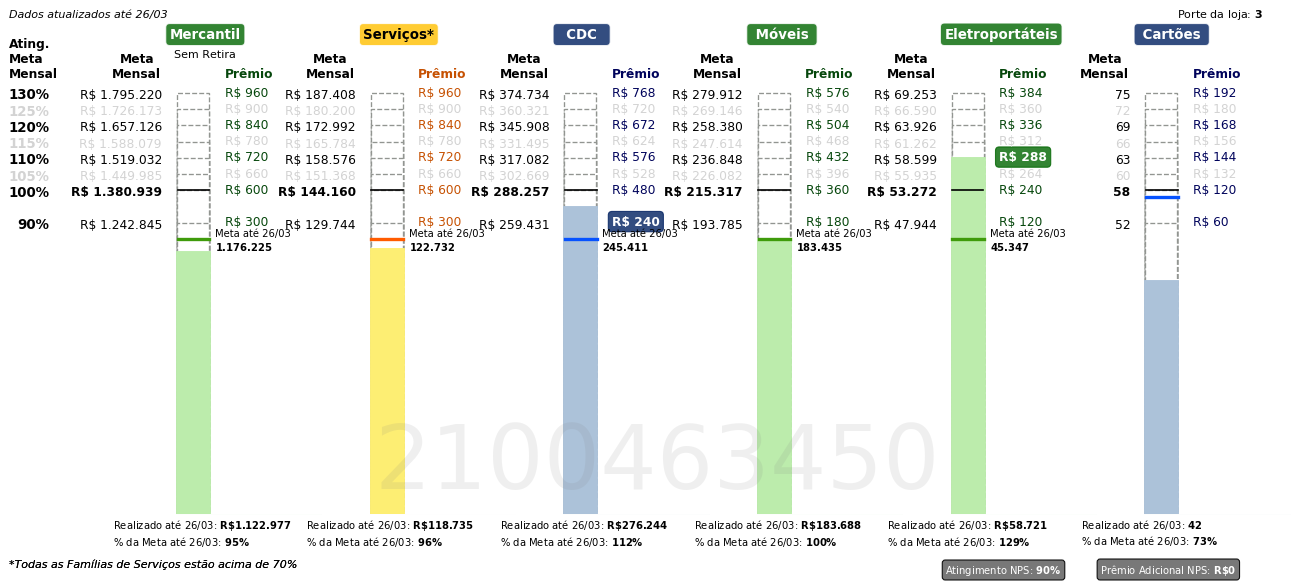 Dados atualizados até 26/03
Porte da loja: 3
Mercantil Serviços* CDC Móveis Eletroportáteis Cartões
Sem Retira
Ating. Meta Mensal
Meta Mensal Prêmio Meta Mensal Prêmio Meta Mensal Prêmio Meta Mensal Prêmio Meta Mensal Prêmio Meta Mensal Prêmio
130% R$ 1.795.220 R$ 960 R$ 187.408 R$ 960 R$ 374.734 R$ 768 R$ 279.912 R$ 576 R$ 69.253 R$ 384 75 R$ 192
125% R$ 1.726.173 R$ 900 R$ 180.200 R$ 900 R$ 360.321 R$ 720 R$ 269.146 R$ 540 R$ 66.590 R$ 360 72 R$ 180
120% R$ 1.657.126 R$ 840 R$ 172.992 R$ 840 R$ 345.908 R$ 672 R$ 258.380 R$ 504 R$ 63.926 R$ 336 69 R$ 168
115% R$ 1.588.079 R$ 780 R$ 165.784 R$ 780 R$ 331.495 R$ 624 R$ 247.614 R$ 468 R$ 61.262 R$ 312 66 R$ 156
110% R$ 1.519.032 R$ 720 R$ 158.576 R$ 720 R$ 317.082 R$ 576 R$ 236.848 R$ 432 R$ 58.599 R$ 288 63 R$ 144
105% R$ 1.449.985 R$ 660 R$ 151.368 R$ 660 R$ 302.669 R$ 528 R$ 226.082 R$ 396 R$ 55.935 R$ 264 60 R$ 132
100% R$ 1.380.939 R$ 600 R$ 144.160 R$ 600 R$ 288.257 R$ 480 R$ 215.317 R$ 360 R$ 53.272 R$ 240 58 R$ 120
90% R$ 1.242.845 R$ 300 R$ 129.744 R$ 300 R$ 259.431 R$ 240 R$ 193.785 R$ 180 R$ 47.944 R$ 120 52 R$ 60
Meta até 26/03 Meta até 26/03 Meta até 26/03 Meta até 26/03 Meta até 26/03
1.176.225 122.732 245.411 183.435 45.347
2100463450
Realizado até 26/03: R$1.122.977 Realizado até 26/03: R$118.735 Realizado até 26/03: R$276.244 Realizado até 26/03: R$183.688 Realizado até 26/03: R$58.721 Realizado até 26/03: 42
% da Meta até 26/03: 95% % da Meta até 26/03: 96% % da Meta até 26/03: 112% % da Meta até 26/03: 100% % da Meta até 26/03: 129% % da Meta até 26/03: 73%
*Todas as Famílias de Serviços estão acima de 70%
Atingimento NPS: 90% Prêmio Adicional NPS: R$0